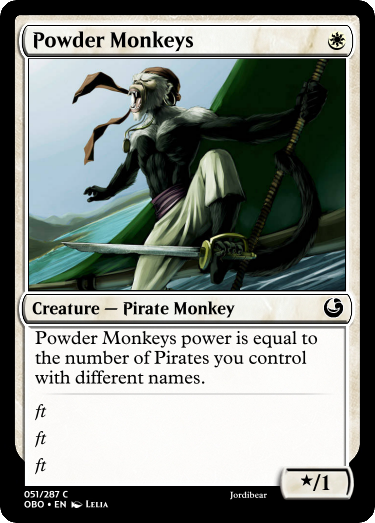 Powder Monkeys
Creature — Pirate Monkey
Powder Monkeys power is equal to
the number of Pirates you control
with different names.
ft
ft
ft
★/1
051/287 C
OBO • EN Lelia
Jordibear